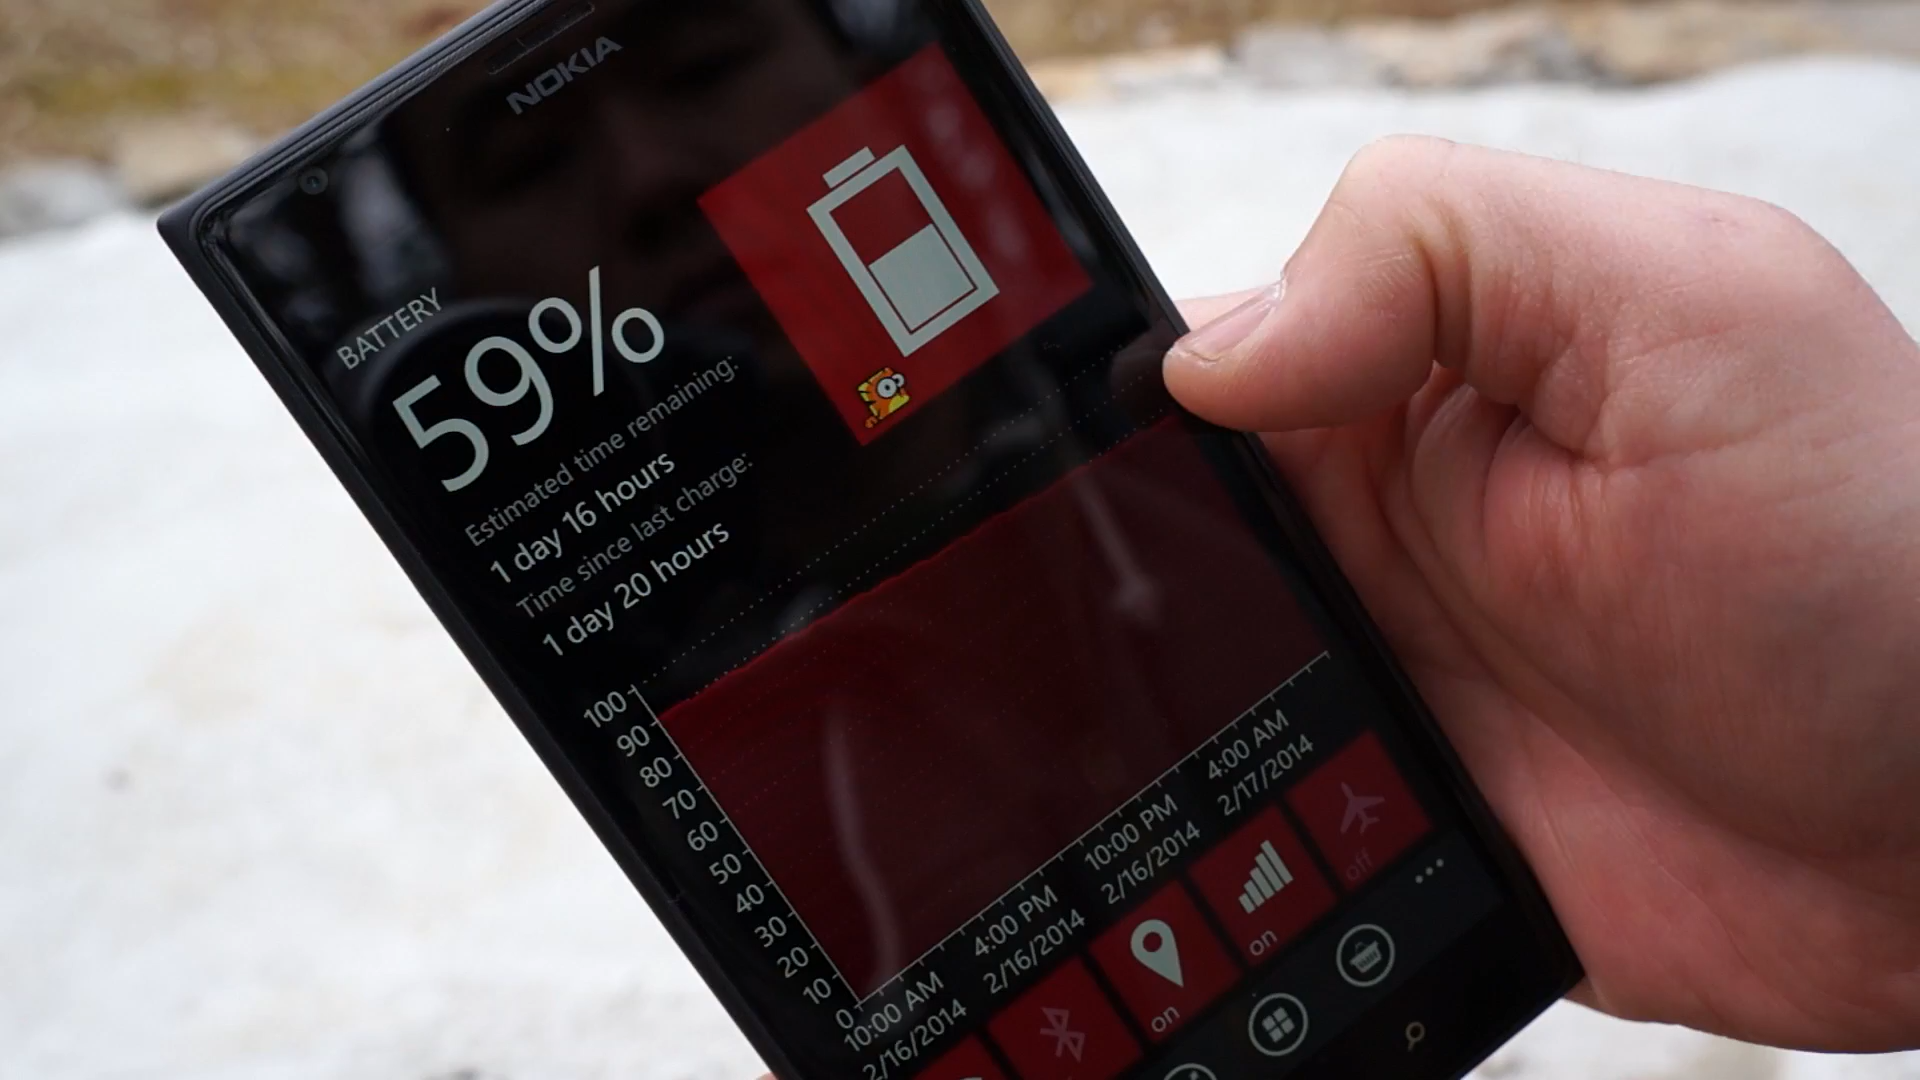 NOKIA
BATTERY
59%
Estimated time remaining:
1 day 16 hours
Time since last charge:
1 day 20 hours
100
90
80
70
60
50
40
30
20
10
0
10:00 AM
2/16/2014
4:00 PM
2/16/2014
10:00 PM
2/16/2014
4:00 AM
2/17/2014
on
on
off